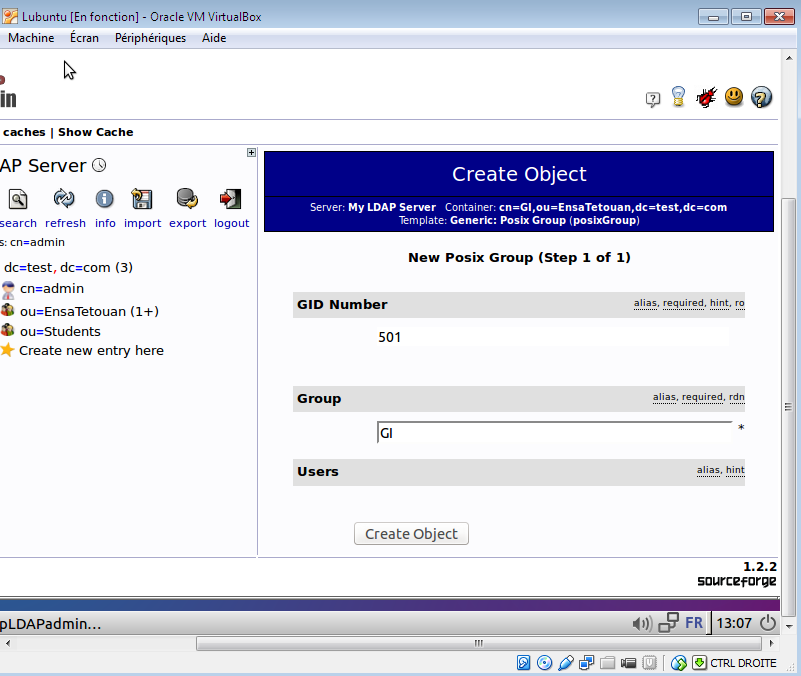 Lubuntu [En fonction] - Oracle VM VirtualBox
Machine Écran Périphériques Aide
in
caches | Show Cache
AP Server
search refresh info import export logout
s: cn=admin
dc=test, dc=com (3)
cn=admin
ou=EnsaTetouan (1+)
ou=Students
Create new entry here
Create Object
Server: My LDAP Server Container: cn=GI,ou=EnsaTetouan,dc=test,dc=com
Template: Generic: Posix Group (posixGroup)
New Posix Group (Step 1 of 1)
GID Number alias, required, hint, ro
501
Group alias, required, rdn
GI *
Users alias, hint
Create Object
1.2.2
sourceforge
pLDAPadmin... FR 13:07
CTRL DROITE